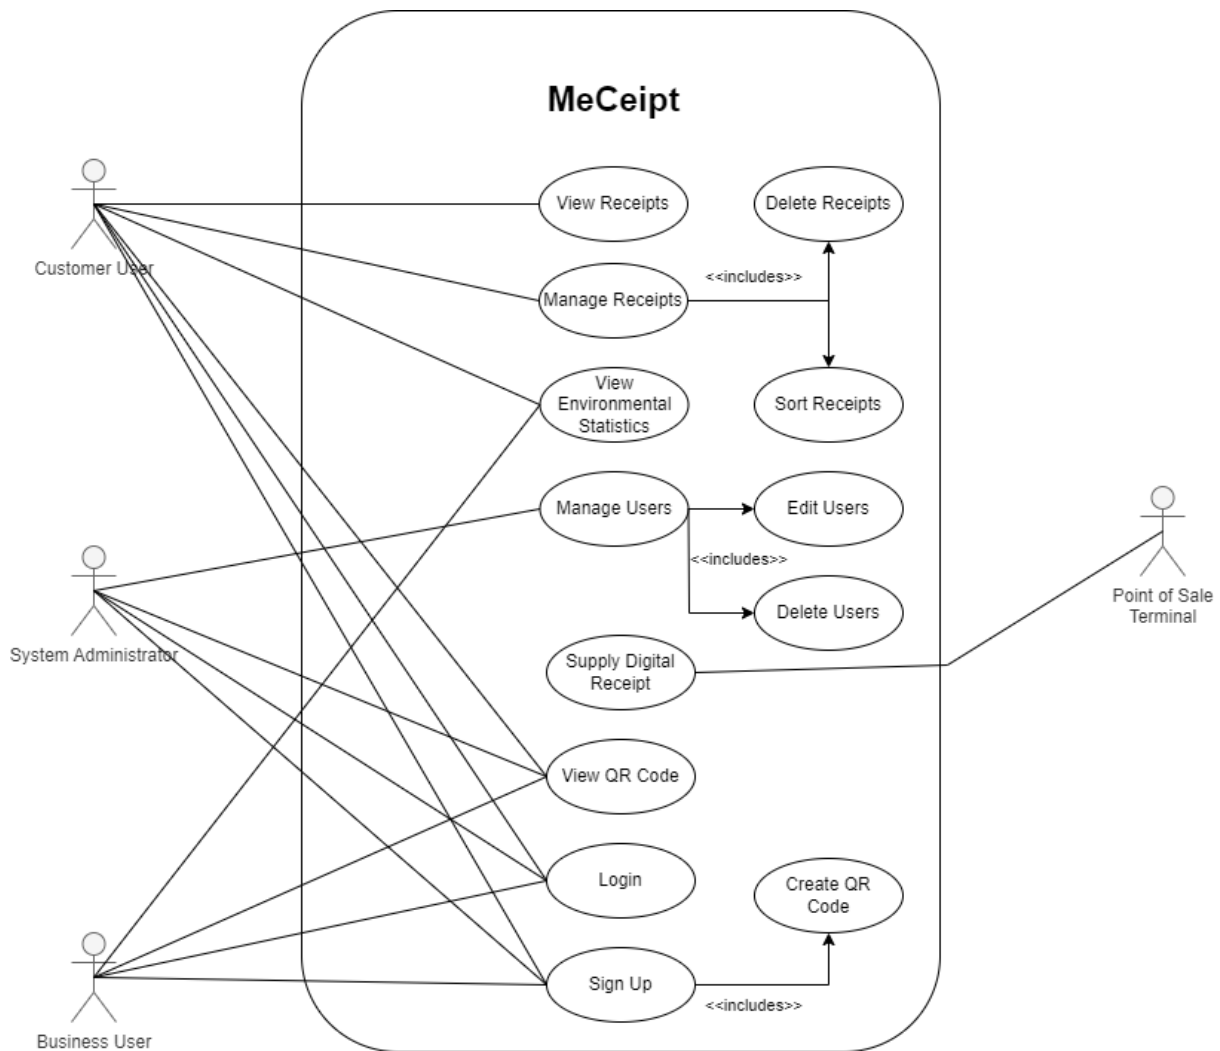 MeCeipt
View Receipts
Delete Receipts
Customer User
<<includes>>
Manage Receipts
View
Environmental
Statistics
Sort Receipts
Manage Users
Edit Users
<<includes>>
Point of Sale
Terminal
Delete Users
System Administrator
Supply Digital
Receipt
View QR Code
Login
Create QR
Code
Sign Up
<<includes>>
Business User